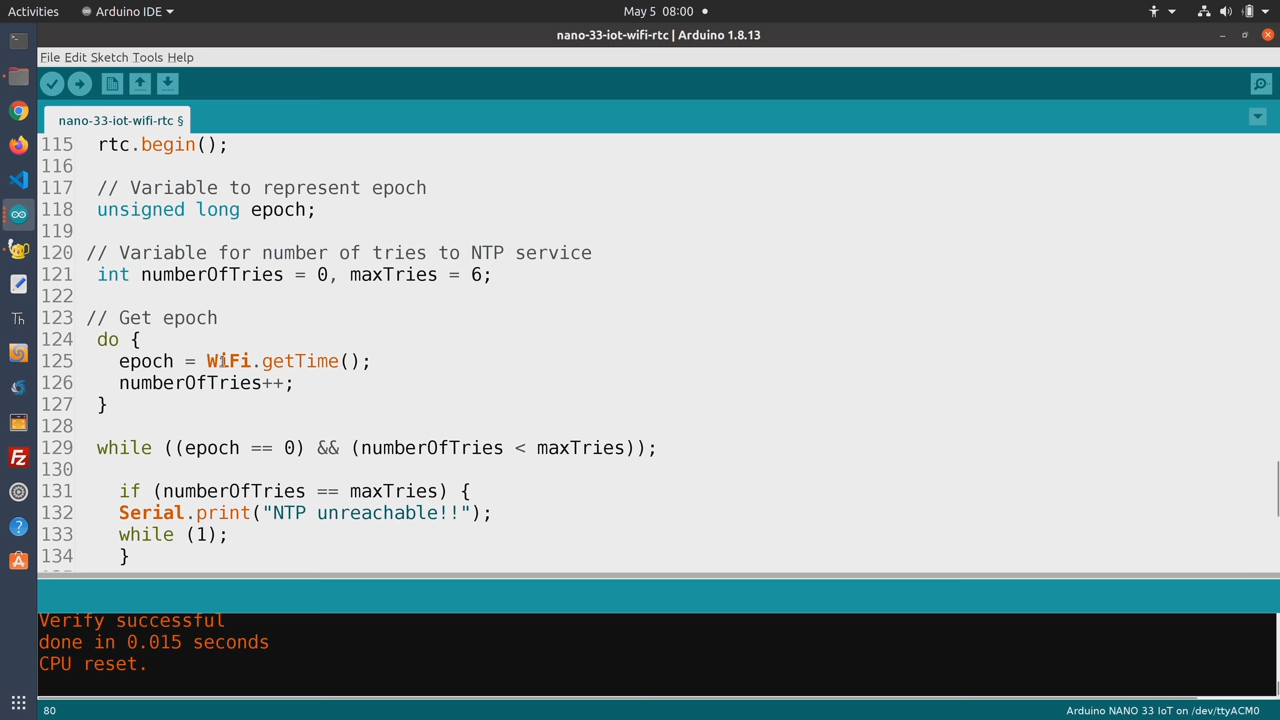 Activities
Arduino IDE
May 5 08:00
nano-33-iot-wifi-rtc | Arduino 1.8.13
File Edit Sketch Tools Help
nano-33-iot-wifi-rtc §
115 rtc.begin();
116
117 // Variable to represent epoch
118 unsigned long epoch;
119
120 // Variable for number of tries to NTP service
121 int numberOfTries = 0, maxTries = 6;
122
123 // Get epoch
124 do {
125 epoch = WiFi.getTime();
126 numberOfTries++;
127 }
128
129 while ((epoch == 0) && (numberOfTries < maxTries));
130
131 if (numberOfTries == maxTries) {
132 Serial.print("NTP unreachable!!");
133 while (1);
134 }
Th
Fz
Verify successful
done in 0.015 seconds
CPU reset.
80
Arduino NANO 33 IoT on /dev/ttyACM0